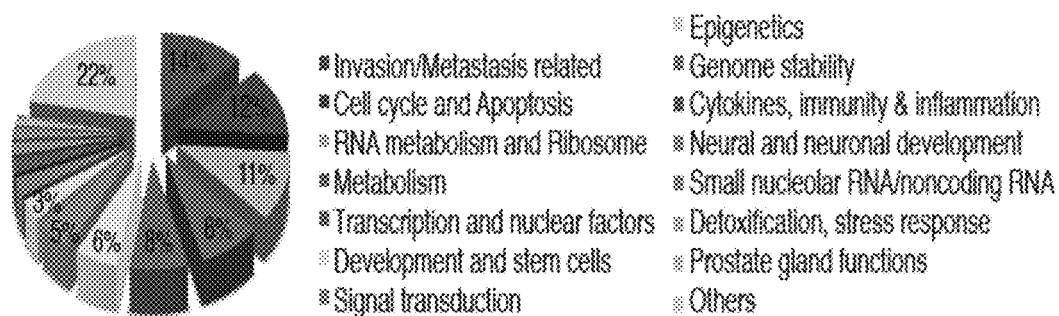 22%
14%
12%
11%
8%
8%
6%
5%
3%
Invasion/Metastasis related
Cell cycle and Apoptosis
RNA metabolism and Ribosome
Metabolism
Transcription and nuclear factors
Development and stem cells
Signal transduction
Epigenetics
Genome stability
Cytokines, immunity & inflammation
Neural and neuronal development
Small nucleolar RNA/noncoding RNA
Detoxification, stress response
Prostate gland functions
Others